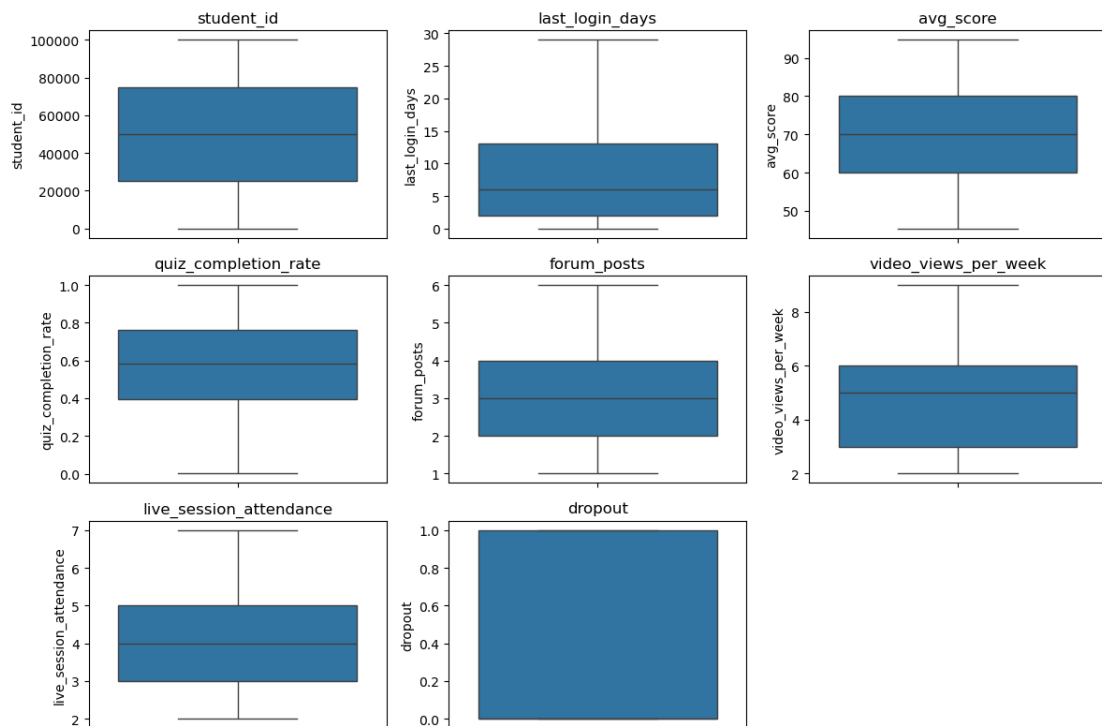 student_id
last_login_days
avg_score
student_id
100000
80000
60000
40000
20000
0
last_login_days
30
25
20
15
10
5
0
avg_score
90
80
70
60
50
quiz_completion_rate
forum_posts
video_views_per_week
quiz_completion_rate
1.0
0.8
0.6
0.4
0.2
0.0
forum_posts
6
5
4
3
2
1
video_views_per_week
8
6
4
2
live_session_attendance
dropout
live_session_attendance
7
6
5
4
3
2
dropout
1.0
0.8
0.6
0.4
0.2
0.0